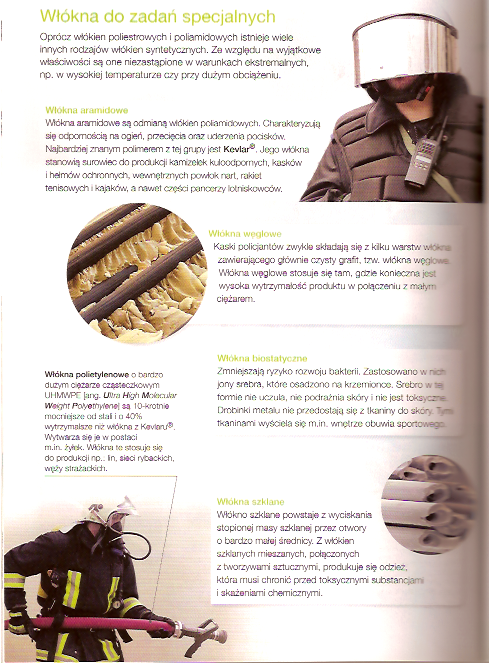 Włókna do zadań specjalnych
Oprócz włókien poliestrowych i poliamidowych istnieje wiele
innych rodzajów włókien syntetycznych. Ze względu na wyjątkowe
właściwości są one niezastąpione w warunkach ekstremalnych,
np. w wysokiej temperaturze czy przy dużym obciążeniu.
Włókna aramidowe
Włókna aramidowe są odmianą włókien poliamidowych. Charakteryzują
się odpornością na ogień, przecięcia oraz uderzenia pocisków.
Najbardziej znanym polimerem z tej grupy jest Kevlar®. Jego włókna
stanowią surowiec do produkcji kamizelek kuloodpornych, kasków
i hełmów ochronnych, wewnętrznych powłok nart, rakiet
tenisowych i kajaków, a nawet części pancerzy lotniskowców.
Włókna węglowe
Kaski policjantów zwykle składają się z kilku warstw włókna
zawierającego głównie czysty grafit, tzw. włókna węglowe.
Włókna węglowe stosuje się tam, gdzie konieczna jest
wysoka wytrzymałość produktu w połączeniu z małym
ciężarem.
Włókna biostatyczne
Zmniejszają ryzyko rozwoju bakterii. Zastosowano w nich
jony srebra, które osadzono na krzemionce. Srebro w tej
formie nie uczula, nie podrażnia skóry i nie jest toksyczne.
Drobinki metalu nie przedostają się z tkaniny do skóry. Tymi
tkaninami wyściela się m.in. wnętrze obuwia sportowego.
Włókna polietylenowe o bardzo
dużym ciężarze cząsteczkowym
UHMWPE [ang. Ultra High Molecular
Weight Polyethylene] są 10-krotnie
mocniejsze od stali i o 40%
wytrzymalsze niż włókna z Kevlaru®.
Wytwarza się je w postaci
m.in. żyłek. Włókna te stosuje się
do produkcji np.. lin, sieci rybackich,
węży strażackich.
Włókna szklane
Włókno szklane powstaje z wyciskania
stopionej masy szklanej przez otwory
o bardzo małej średnicy. Z włókien
szklanych mieszanych, połączonych
z tworzywami sztucznymi, produkuje się odzież,
która musi chronić przed toksycznymi substancjami
i skażeniami chemicznymi.